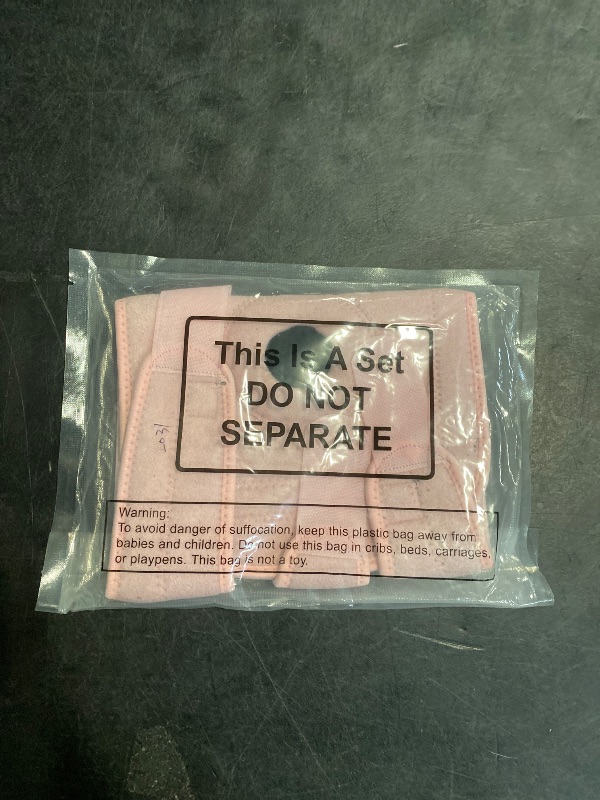 This Is A Set
DO NOT
SEPARATE
Warning:
To avoid danger of suffocation, keep this plastic bag away from
babies and children. Do not use this bag in cribs, beds, carriages,
or playpens. This bag is not a toy.